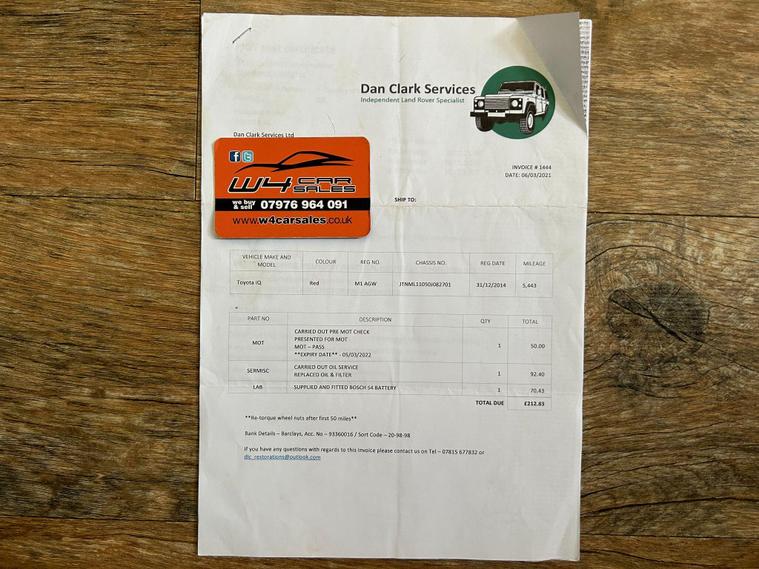 Dan Clark Services
Independent Land Rover Specialist
Dan Clark Services Ltd
INVOICE # 1444
DATE: 06/03/2021
W4 CAR SALES
we buy & sell 07976 964 091
www.w4carsales.co.uk
SHIP TO:
VEHICLE MAKE AND MODEL COLOUR REG NO. CHASSIS NO. REG DATE MILEAGE
Toyota iQ Red M1 AGW JTNML11050J082701 31/12/2014 5,443
PART NO DESCRIPTION QTY TOTAL
MOT CARRIED OUT PRE MOT CHECK
PRESENTED FOR MOT
MOT – PASS
**EXPIRY DATE** - 05/03/2022
1 50.00
SERMISC CARRIED OUT OIL SERVICE
REPLACED OIL & FILTER
1 92.40
LAB SUPPLIED AND FITTED BOSCH S4 BATTERY 1 70.43
TOTAL DUE £212.83
**Re-torque wheel nuts after first 50 miles**
Bank Details – Barclays, Acc. No – 93360016 / Sort Code – 20-98-98
If you have any questions with regards to this invoice please contact us on Tel – 07815 677832 or
dlc_restorations@outlook.com